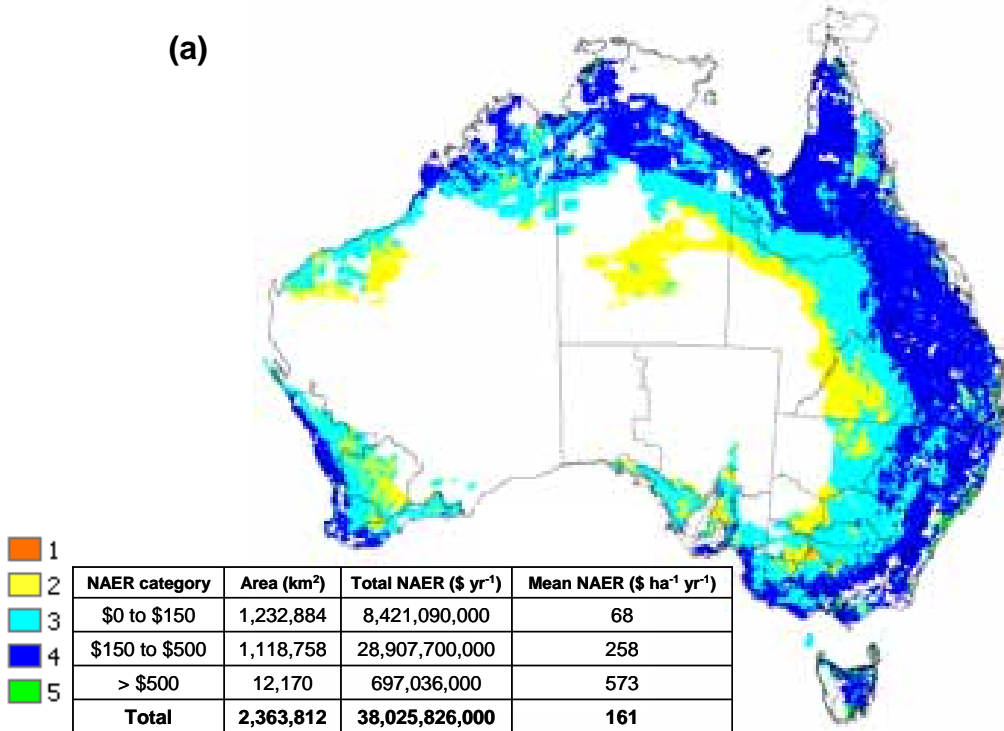 (a)
1
2
3
4
5
NAER category Area (km²) Total NAER ($ yr⁻¹) Mean NAER ($ ha⁻¹ yr⁻¹)
$0 to $150 1,232,884 8,421,090,000 68
$150 to $500 1,118,758 28,907,700,000 258
> $500 12,170 697,036,000 573
Total 2,363,812 38,025,826,000 161